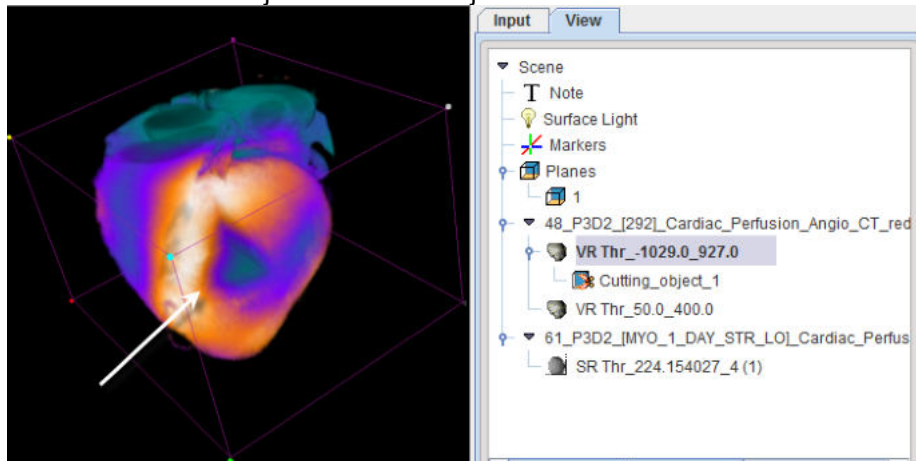 Input View
Scene
Note
Surface Light
Markers
Planes
1
48_P3D2_[292]_Cardiac_Perfusion_Angio_CT_red
VR Thr_-1029.0_927.0
Cutting_object_1
VR Thr_50.0_400.0
61_P3D2_[MYO_1_DAY_STR_LO]_Cardiac_Perfus
SR Thr_224.154027_4 (1)